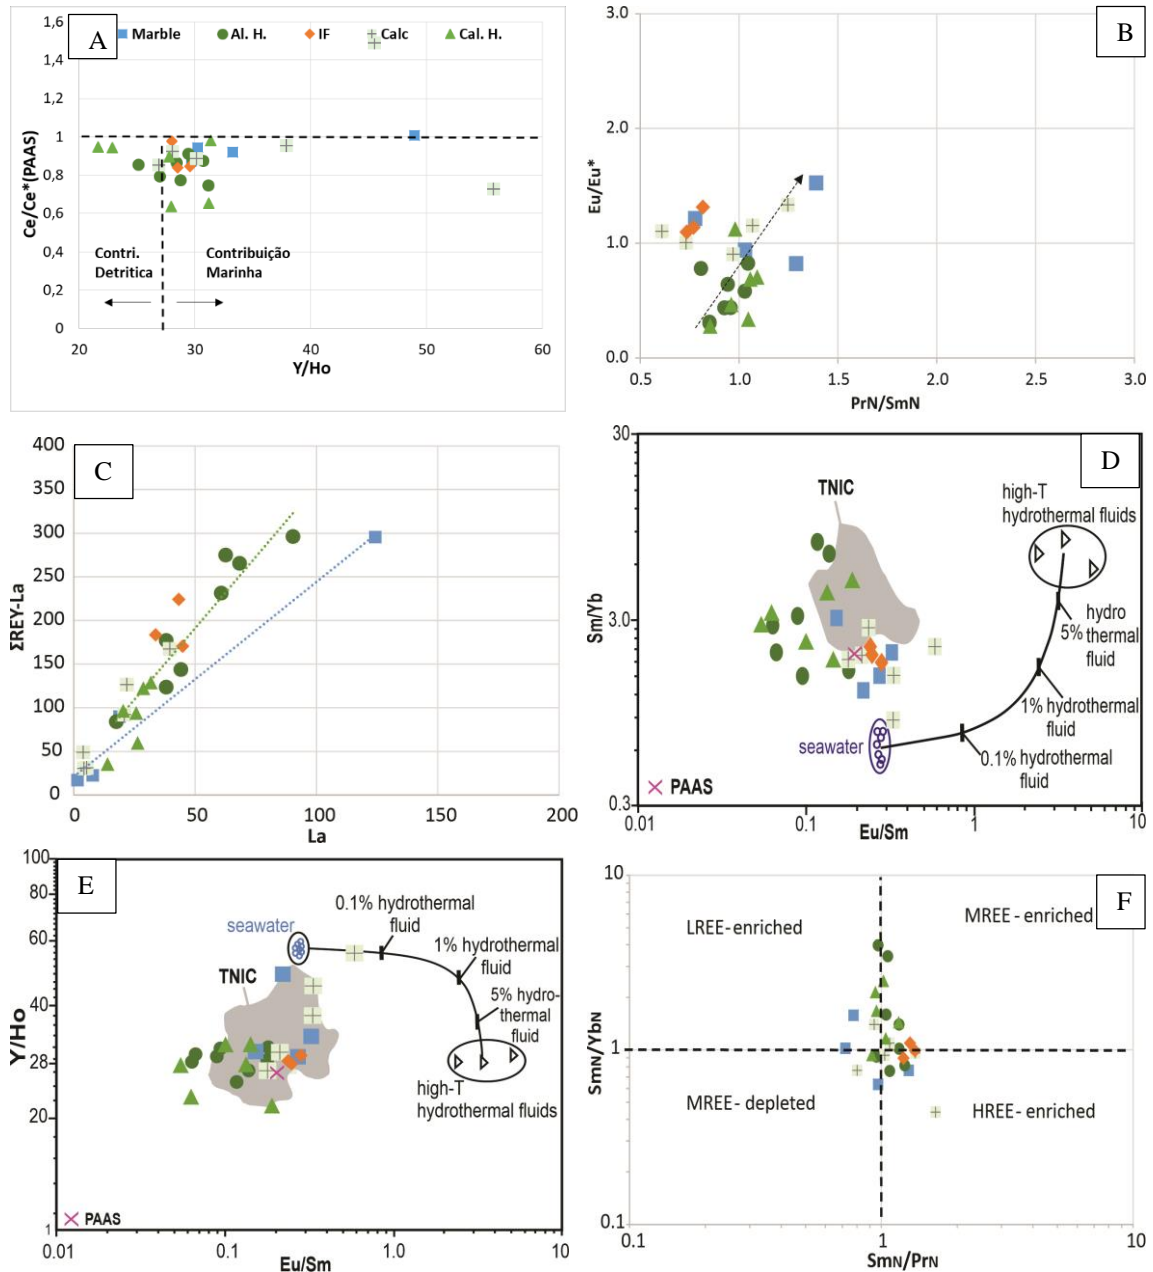 A
Marble
Al. H.
IF
Calc
Cal. H.
1,6
1,4
1,2
1
0,8
0,6
0,4
0,2
0
Ce/Ce*(PAAS)
Contri.
Detritica
Contribuição
Marinha
20
30
40
50
60
Y/Ho
B
3.0
2.0
1.0
0.0
Eu/Eu*
0.5
1.0
1.5
2.0
2.5
3.0
PrN/SmN
C
400
350
300
250
200
150
100
50
0
ΣREY-La
0
50
100
150
200
La
D
30
3.0
0.3
Sm/Yb
TNIC
high-T
hydrothermal fluids
hydro
5% thermal
fluid
1% hydrothermal
fluid
seawater
0.1% hydrothermal
fluid
PAAS
0.01
0.1
1
10
Eu/Sm
E
100
80
60
40
28
20
1
Y/Ho
0.1% hydrothermal
fluid
seawater
1% hydrothermal
fluid
TNIC
5% hydro-
thermal
fluid
high-T
hydrothermal fluids
PAAS
0.01
0.1
1.0
10
Eu/Sm
F
10
1
0.1
SmN/YbN
LREE- enriched
MREE- enriched
MREE- depleted
HREE- enriched
0.1
1
10
SmN/PrN